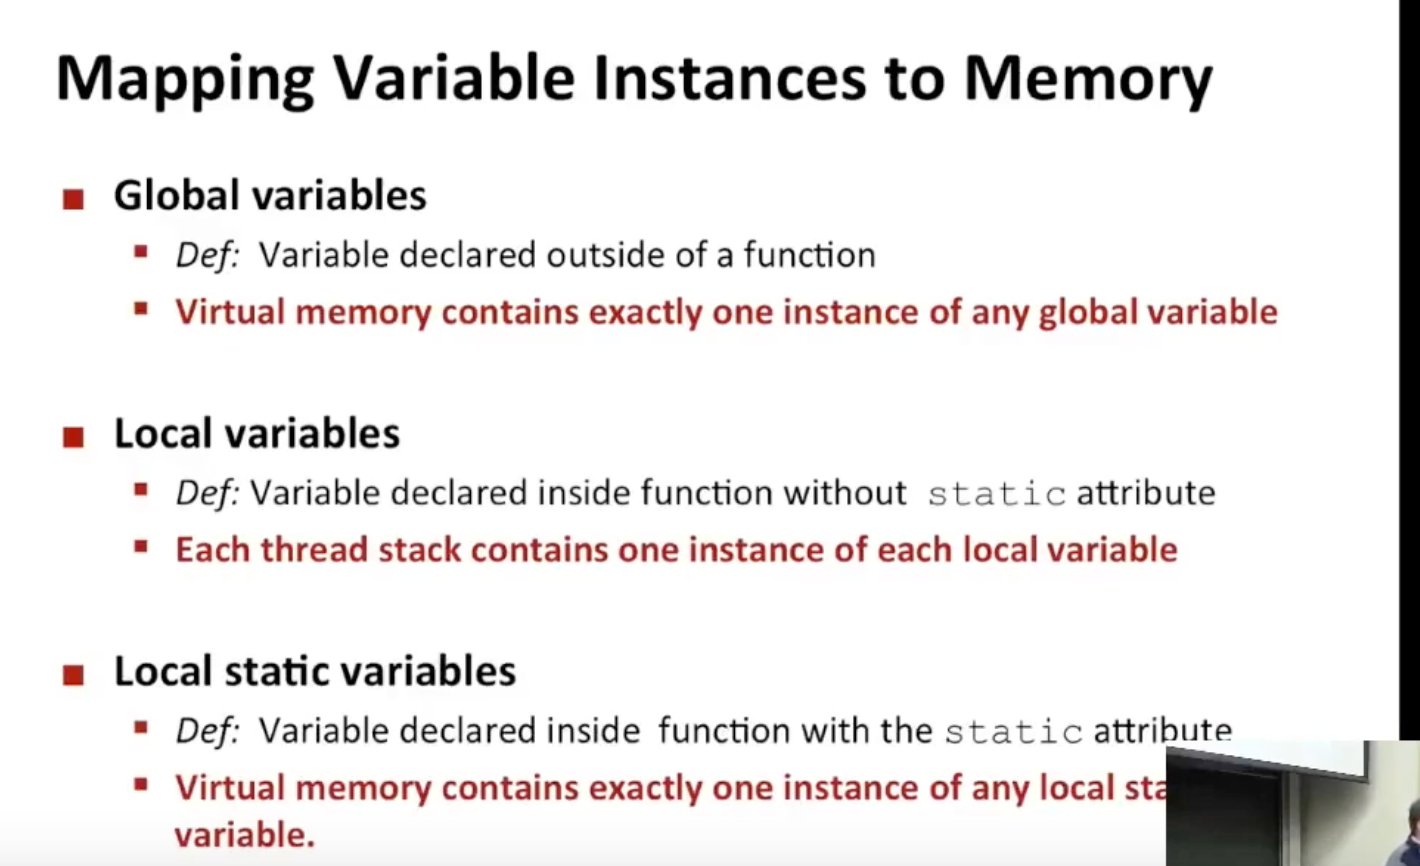 Mapping Variable Instances to Memory
Global variables
Def: Variable declared outside of a function
Virtual memory contains exactly one instance of any global variable
Local variables
Def: Variable declared inside function without static attribute
Each thread stack contains one instance of each local variable
Local static variables
Def: Variable declared inside function with the static attribute
Virtual memory contains exactly one instance of any local
variable.